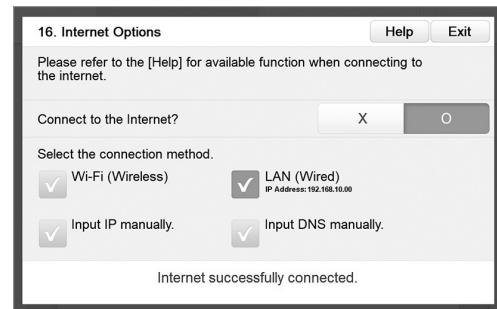 16. Internet Options
Help
Exit
Please refer to the [Help] for available function when connecting to
the internet.
Connect to the Internet?
X
O
Select the connection method.
Wi-Fi (Wireless)
LAN (Wired)
IP Address: 192.168.10.00
Input IP manually.
Input DNS manually.
Internet successfully connected.